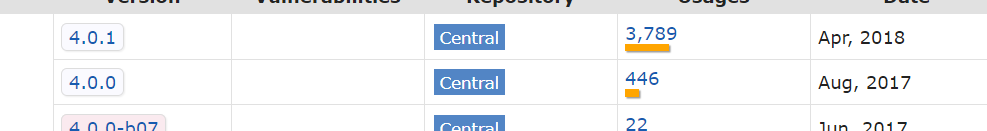 Version Vulnerabilities Repository Usages Date
4.0.1 Central 3,789 Apr, 2018
4.0.0 Central 446 Aug, 2017
4.0.0-b07 Central 22 Jun, 2017